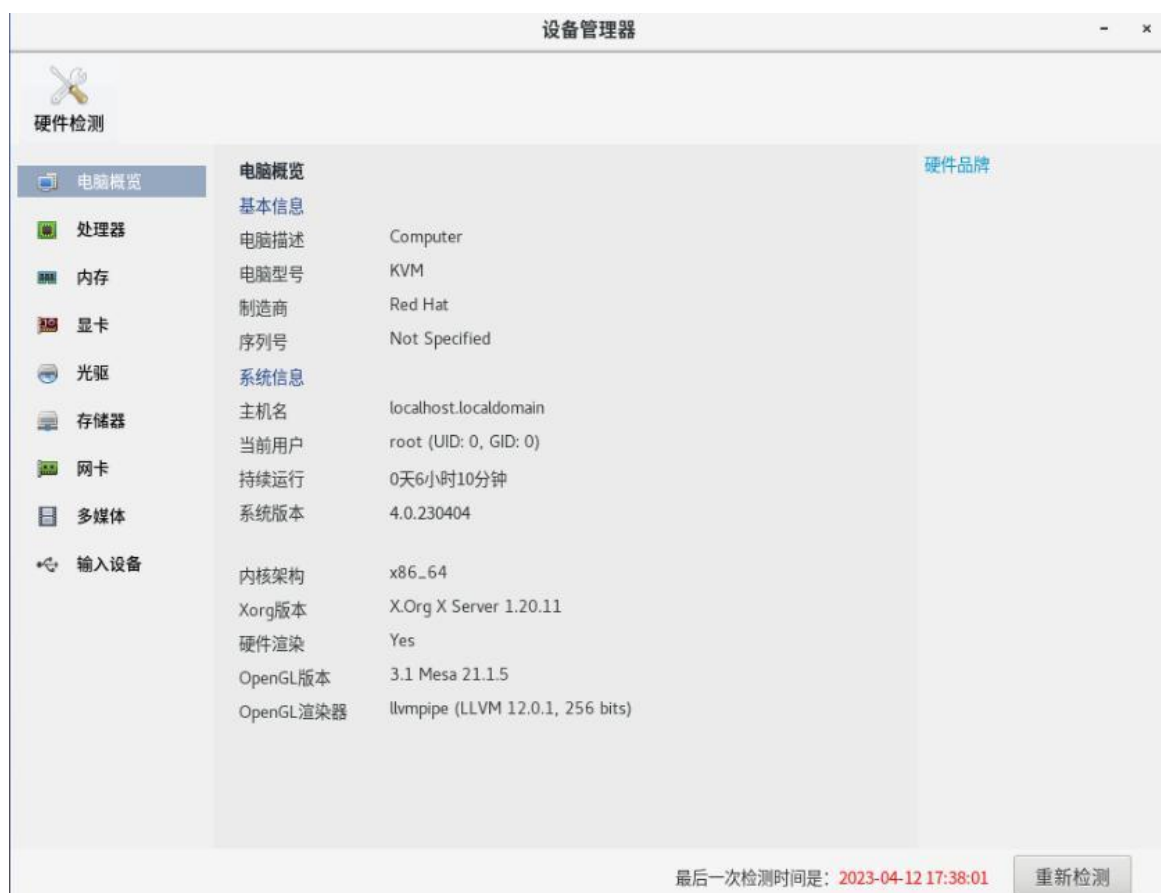 设备管理器
硬件检测
电脑概览
处理器
内存
显卡
光驱
存储器
网卡
多媒体
输入设备
电脑概览
基本信息
电脑描述 Computer
电脑型号 KVM
制造商 Red Hat
序列号 Not Specified
系统信息
主机名 localhost.localdomain
当前用户 root (UID: 0, GID: 0)
持续运行 0天6小时10分钟
系统版本 4.0.230404
内核架构 x86_64
Xorg版本 X.Org X Server 1.20.11
硬件渲染 Yes
OpenGL版本 3.1 Mesa 21.1.5
OpenGL渲染器 llvmpipe (LLVM 12.0.1, 256 bits)
硬件品牌
最后一次检测时间是：2023-04-12 17:38:01 重新检测